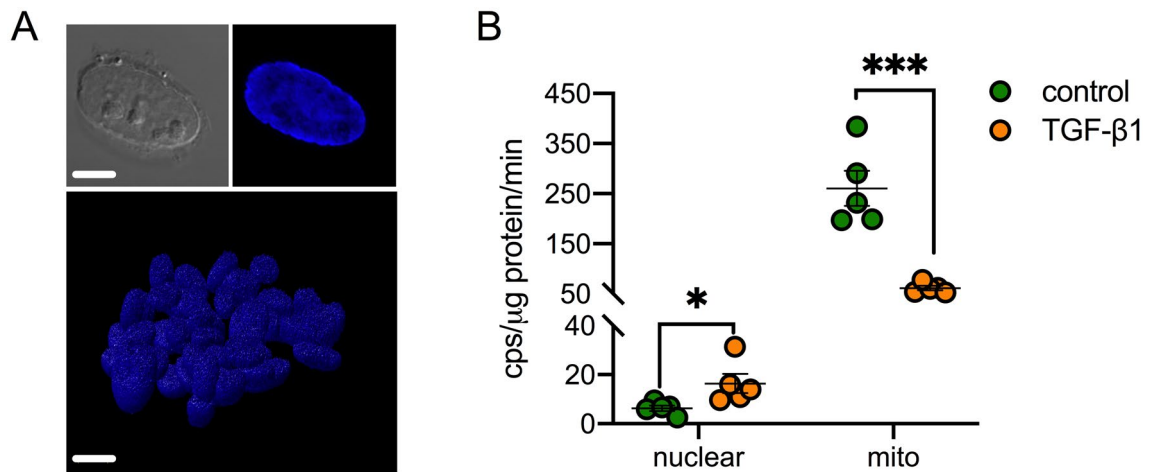 A
B
***
control
TGF-β1
450
350
250
150
50
40
20
0
*
cps/µg protein/min
nuclear
mito